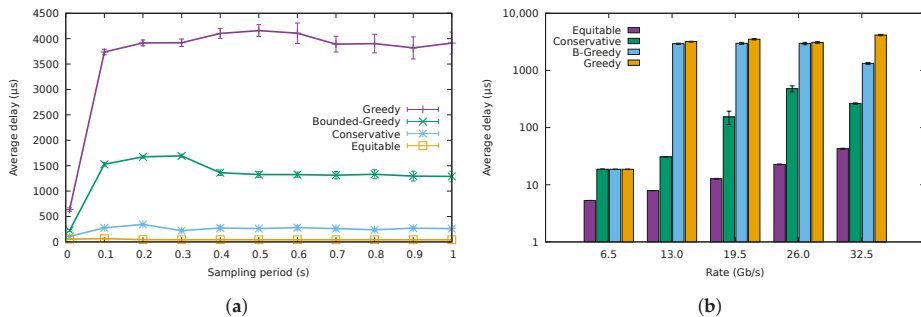 4500
4000
3500
3000
2500
2000
1500
1000
500
0
Average delay (µs)
Greedy
Bounded-Greedy
Conservative
Equitable
0 0.1 0.2 0.3 0.4 0.5 0.6 0.7 0.8 0.9 1
Sampling period (s)
(a)
10,000
1000
100
10
1
Average delay (µs)
Equitable
Conservative
B-Greedy
Greedy
6.5 13.0 19.5 26.0 32.5
Rate (Gb/s)
(b)